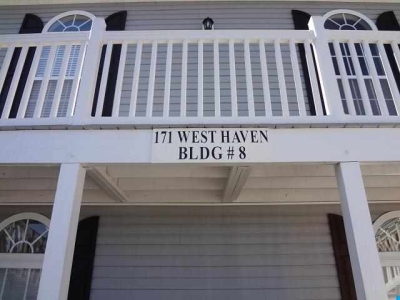 171 WEST HAVEN
BLDG # 8